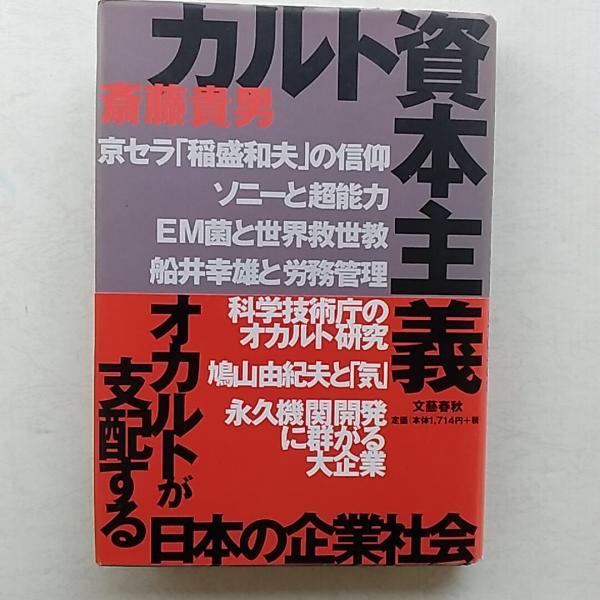 カルト資本主義
斎藤貴男
京セラ「稲盛和夫」の信仰
ソニーと超能力
EM菌と世界救世教
船井幸雄と労務管理
科学技術庁の
オカルト研究
鳩山由紀夫と「気」
永久機関開発
に群がる
大企業
文藝春秋
定価(本体1,714円+税)
オカルトが
支配する
日本の企業社会